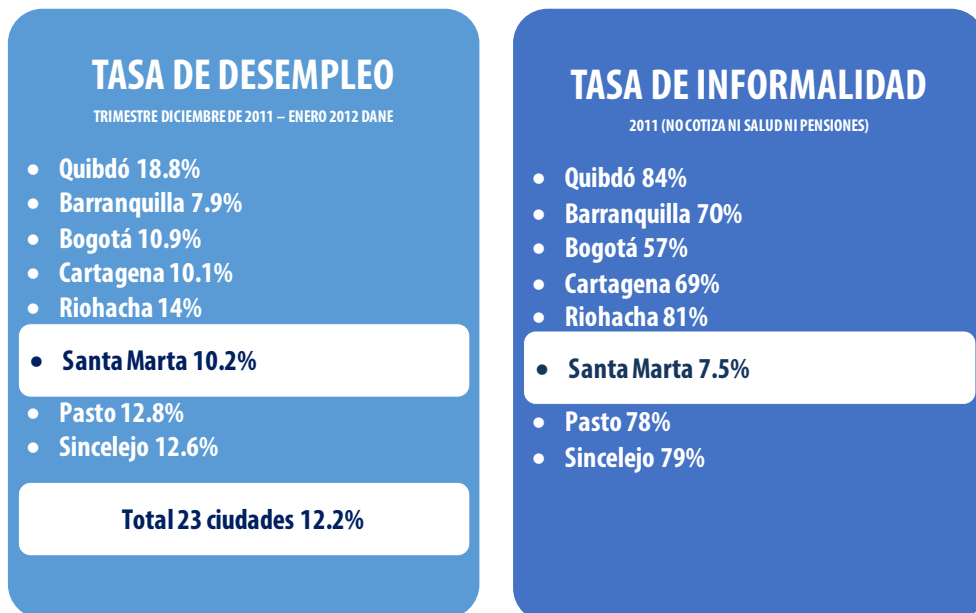 TASA DE DESEMPLEO
TRIMESTRE DICIEMBRE DE 2011 – ENERO 2012 DANE
• Quibdó 18.8%
• Barranquilla 7.9%
• Bogotá 10.9%
• Cartagena 10.1%
• Riohacha 14%
• Santa Marta 10.2%
• Pasto 12.8%
• Sincelejo 12.6%
Total 23 ciudades 12.2%
TASA DE INFORMALIDAD
2011 (NO COTIZA NI SALUD NI PENSIONES)
• Quibdó 84%
• Barranquilla 70%
• Bogotá 57%
• Cartagena 69%
• Riohacha 81%
• Santa Marta 7.5%
• Pasto 78%
• Sincelejo 79%